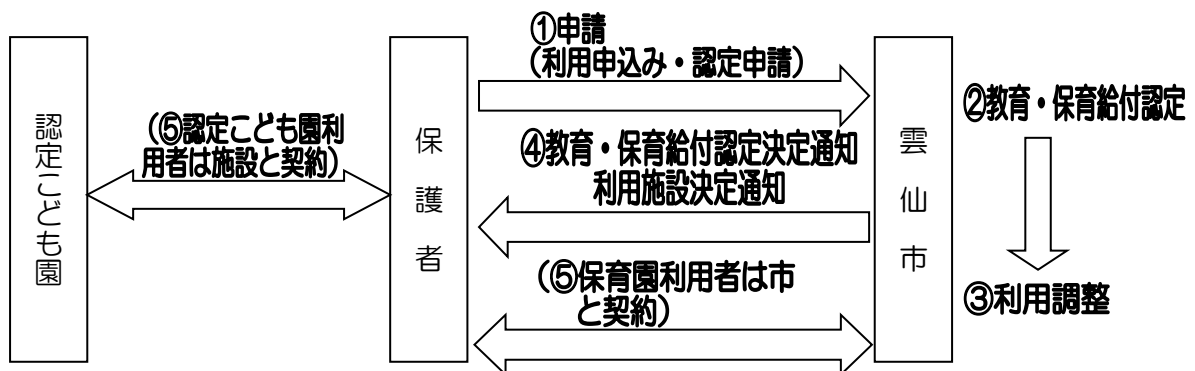 ①申請
(利用申込み・認定申請)
認定こども園
(⑤認定こども園利
用者は施設と契約)
保護者
④教育・保育給付認定決定通知
利用施設決定通知
(⑤保育園利用者は市
と契約)
雲仙市
②教育・保育給付認定
③利用調整